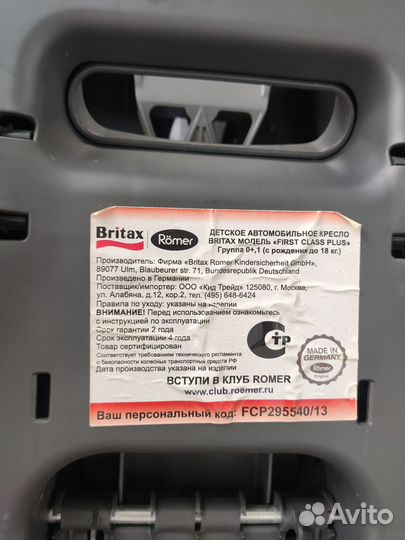 Britax Römer
ДЕТСКОЕ АВТОМОБИЛЬНОЕ КРЕСЛО
BRITAX МОДЕЛЬ «FIRST CLASS PLUS»
Группа 0+,1 (с рождения до 18 кг.)
Производитель: Фирма «Britax Romer Kindersicherheit GmbH»,
89077 Ulm, Blaubeurer str. 71, Bundesrepublik Deutschland
Произведено в Германии
Поставщик/импортер: ООО «Кид Трейд» 125080, г. Москва,
ул. Алабяна, д.12, кор.2, тел. (495) 648-6424
Правила по уходу: указаны на изделии
ВНИМАНИЕ! Перед использованием ознакомьтесь
с инструкцией по эксплуатации
Срок гарантии 2 года
Срок эксплуатации 4 года
Товар сертифицирован
Соответствует требованиям технического регламента
о безопасности колесных транспортных средств РФ
Дата производства указана на изделии
СТР
MADE IN
GERMANY
Römer
Original
ВСТУПИ В КЛУБ ROMER
www.club.roemer.ru
Ваш персональный код: FCP295540/13
Avito